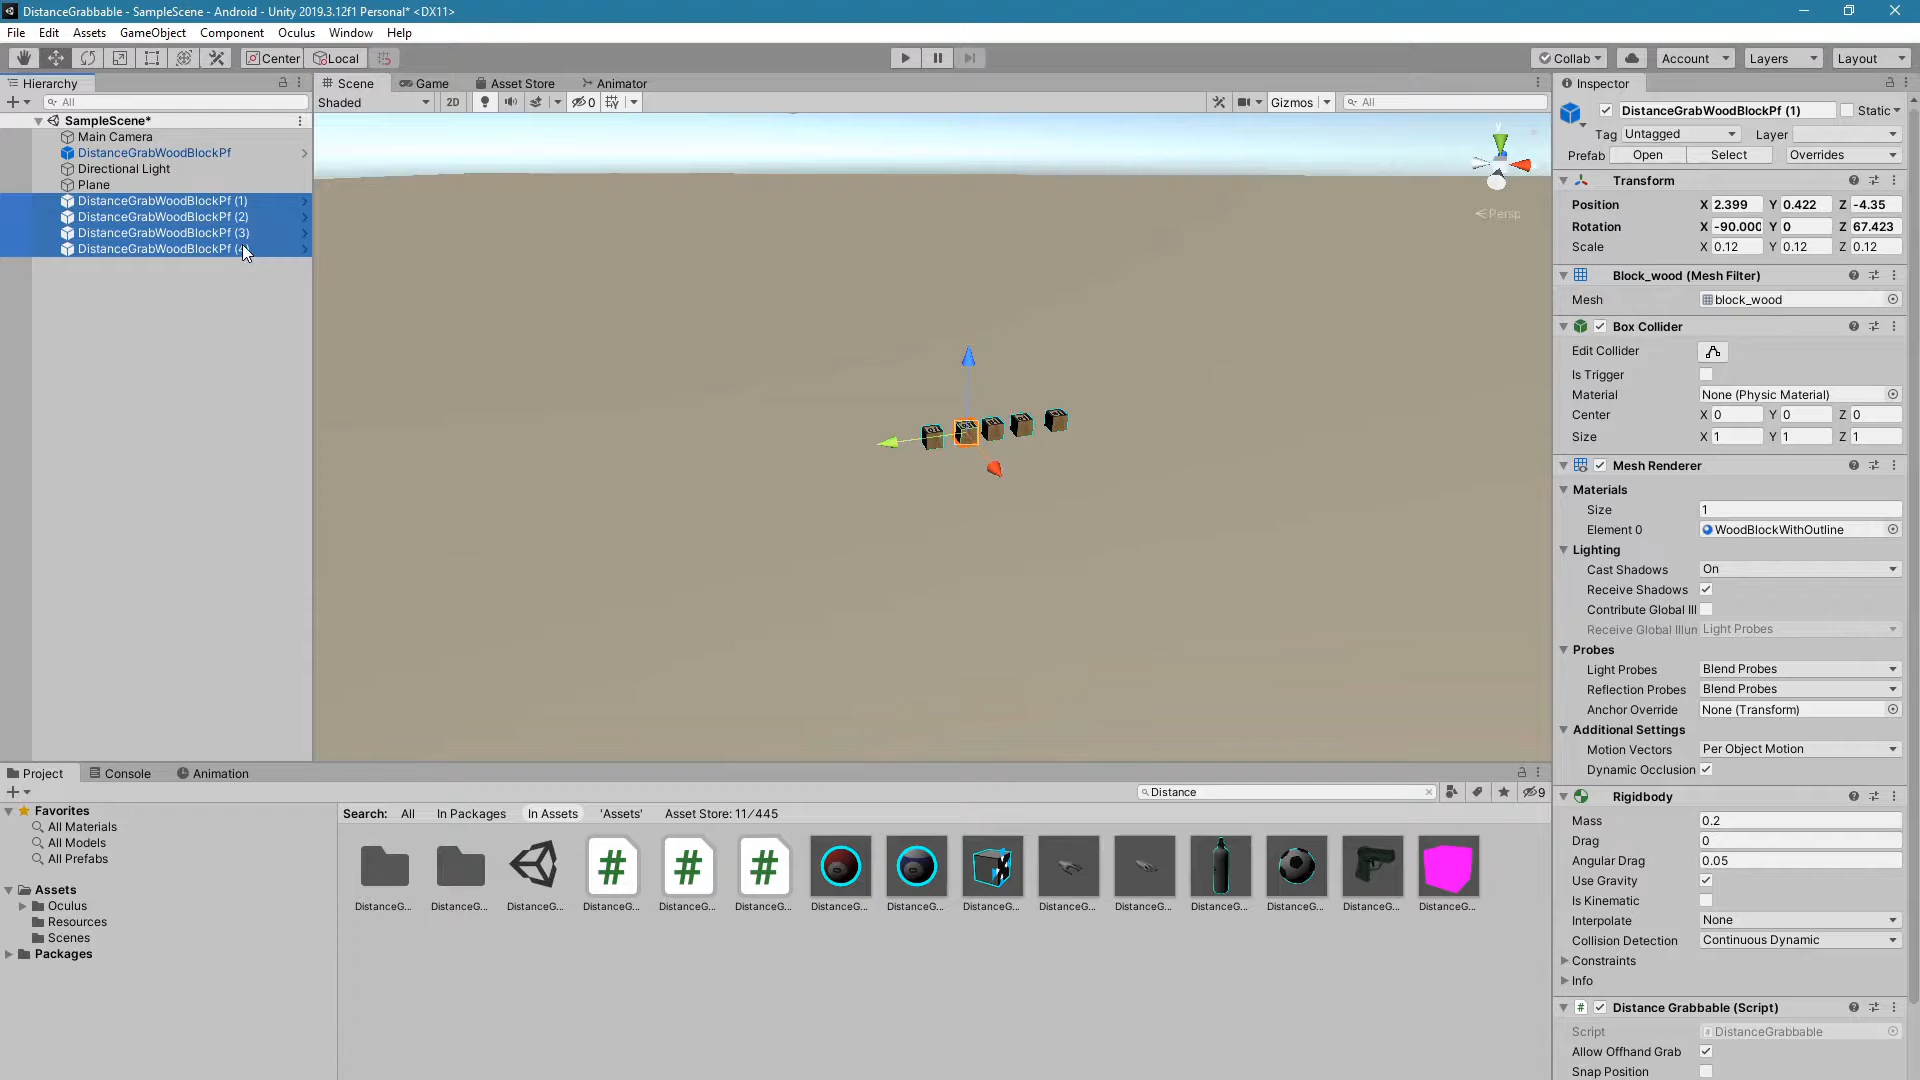 DistanceGrabbable - SampleScene - Android - Unity 2019.3.12f1 Personal* <DX11>
File Edit Assets GameObject Component Oculus Window Help
Center Local Collab Account Layers Layout
Hierarchy
All
SampleScene*
Main Camera
DistanceGrabWoodBlockPf
Directional Light
Plane
DistanceGrabWoodBlockPf (1)
DistanceGrabWoodBlockPf (2)
DistanceGrabWoodBlockPf (3)
DistanceGrabWoodBlockPf
Scene Game Asset Store Animator
Shaded 2D 0 Gizmos All
y
Persp
Inspector
DistanceGrabWoodBlockPf (1) Static
Tag Untagged Layer
Prefab Open Select Overrides
Transform
Position X 2.399 Y 0.422 Z -4.35
Rotation X -90.000 Y 0 Z 67.423
Scale X 0.12 Y 0.12 Z 0.12
Block_wood (Mesh Filter)
Mesh block_wood
Box Collider
Edit Collider
Is Trigger
Material None (Physic Material)
Center X 0 Y 0 Z 0
Size X 1 Y 1 Z 1
Mesh Renderer
Materials
Size 1
Element 0 WoodBlockWithOutline
Lighting
Cast Shadows On
Receive Shadows
Contribute Global Ill
Receive Global Illun Light Probes
Probes
Light Probes Blend Probes
Reflection Probes Blend Probes
Anchor Override None (Transform)
Additional Settings
Motion Vectors Per Object Motion
Dynamic Occlusion
Rigidbody
Mass 0.2
Drag 0
Angular Drag 0.05
Use Gravity
Is Kinematic
Interpolate None
Collision Detection Continuous Dynamic
Constraints
Info
Distance Grabbable (Script)
Script DistanceGrabbable
Allow Offhand Grab
Snap Position
Project Console Animation
Distance 9
Favorites
All Materials
All Models
All Prefabs
Assets
Oculus
Resources
Scenes
Packages
Search: All In Packages In Assets 'Assets' Asset Store: 11/445
DistanceG... DistanceG... DistanceG... DistanceG... DistanceG... DistanceG... DistanceG... DistanceG... DistanceG... DistanceG... DistanceG... DistanceG... DistanceG... DistanceG... DistanceG...